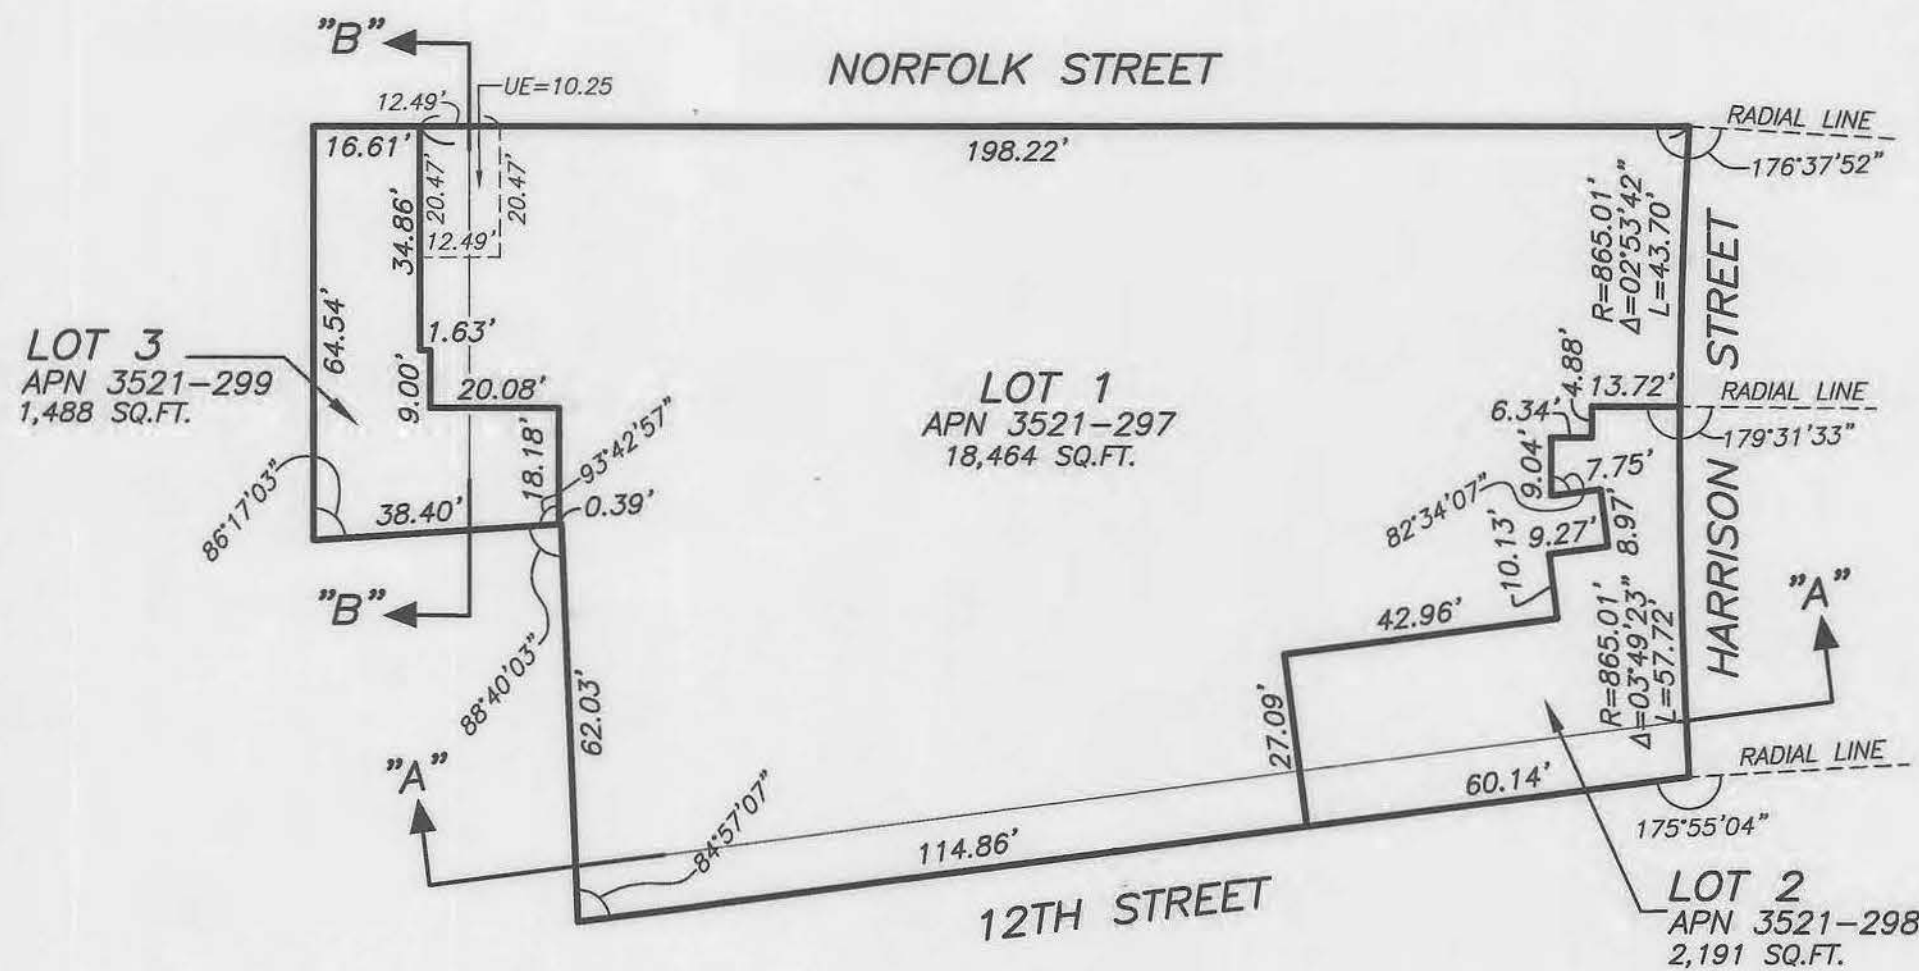 "B"
NORFOLK STREET
UE=10.25
12.49'
RADIAL LINE
16.61'
198.22'
176°37'52"
20.47'
20.47'
34.86'
12.49'
R=865.01'
Δ=02°53'42"
L=43.70'
HARRISON STREET
64.54'
1.63'
LOT 3
APN 3521-299
1,488 SQ.FT.
9.00'
20.08'
LOT 1
APN 3521-297
18,464 SQ.FT.
4.88'
13.72'
RADIAL LINE
6.34'
179°31'33"
9.04'
7.75'
18.18'
93°42'57"
0.39'
86°17'03"
38.40'
82°34'07"
10.13'
9.27'
8.97'
"B"
88°40'03"
42.96'
R=865.01'
Δ=03°49'23"
L=57.72'
"A"
62.03'
27.09'
RADIAL LINE
"A"
84°57'07"
60.14'
175°55'04"
114.86'
12TH STREET
LOT 2
APN 3521-298
2,191 SQ.FT.